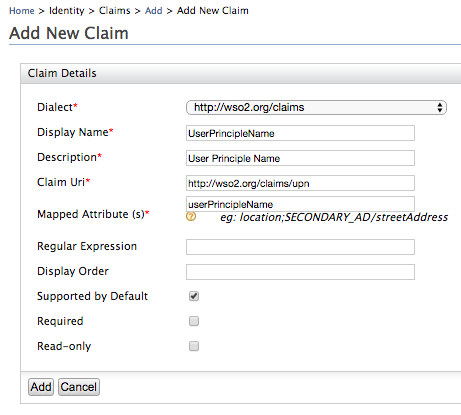 Home > Identity > Claims > Add > Add New Claim
Add New Claim
Claim Details
Dialect* http://wso2.org/claims
Display Name* UserPrincipleName
Description* User Principle Name
Claim Uri* http://wso2.org/claims/upn
Mapped Attribute (s)* userPrincipleName
? eg: location;SECONDARY_AD/streetAddress
Regular Expression
Display Order
Supported by Default
Required
Read-only
Add Cancel